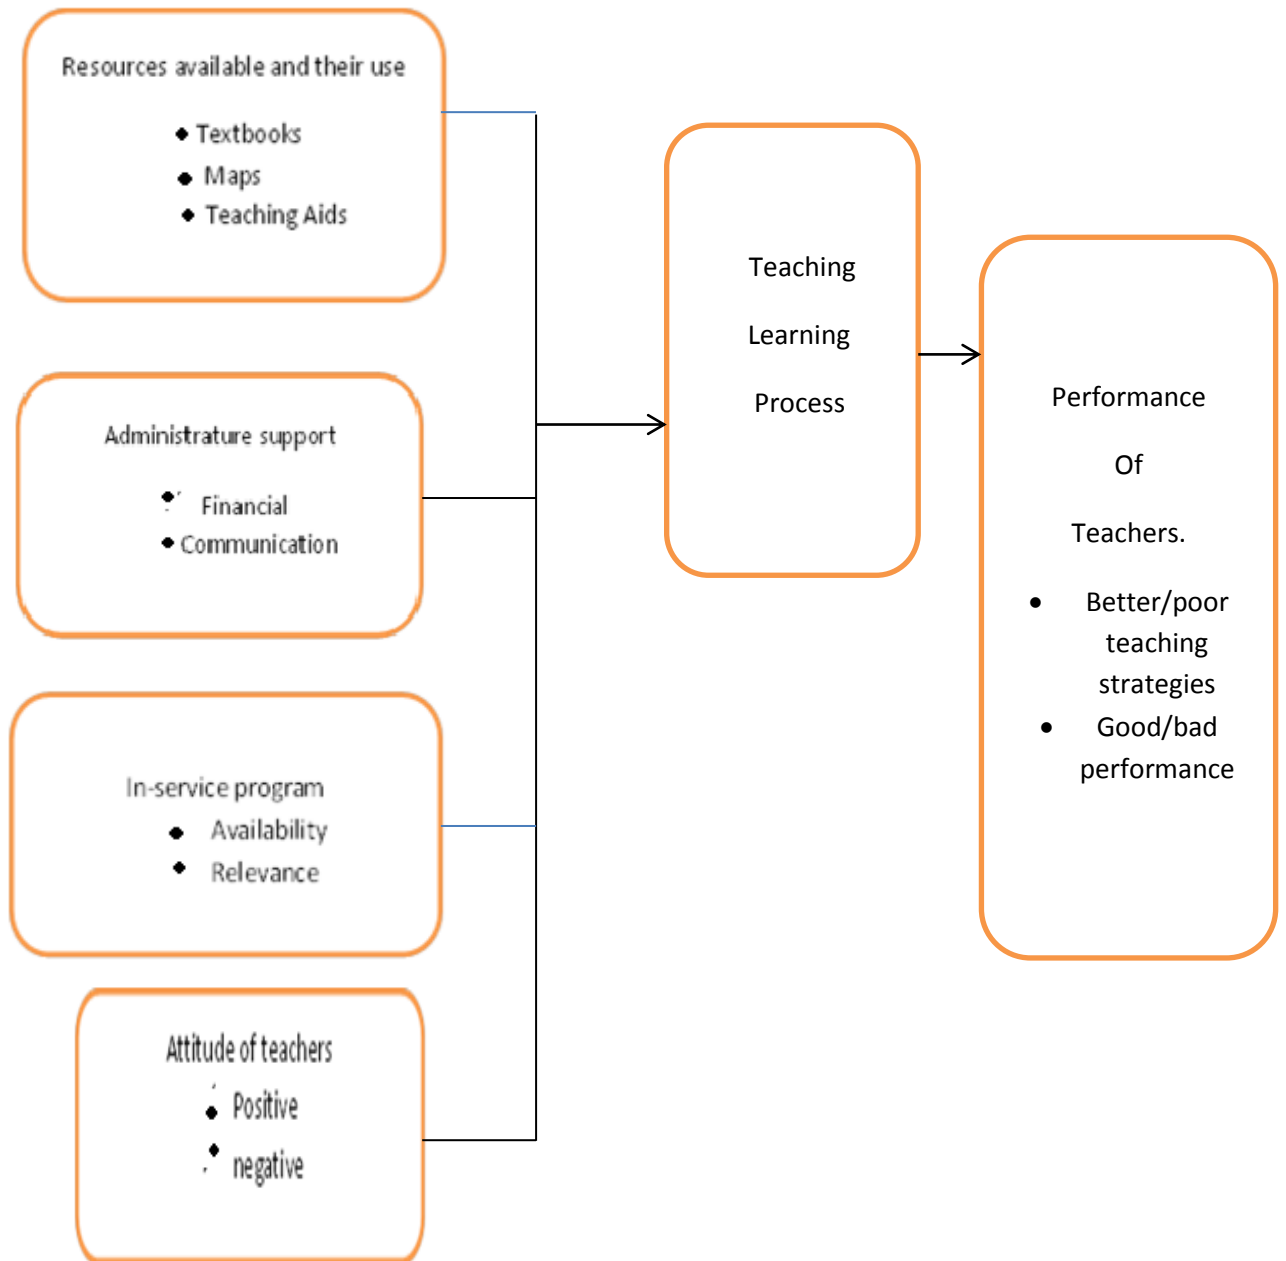 Resources available and their use
• Textbooks
• Maps
• Teaching Aids
Administrature support
• Financial
• Communication
In-service program
• Availability
• Relevance
Attitude of teachers
• Positive
• negative
Teaching
Learning
Process
Performance
Of
Teachers.
• Better/poor
teaching
strategies
• Good/bad
performance